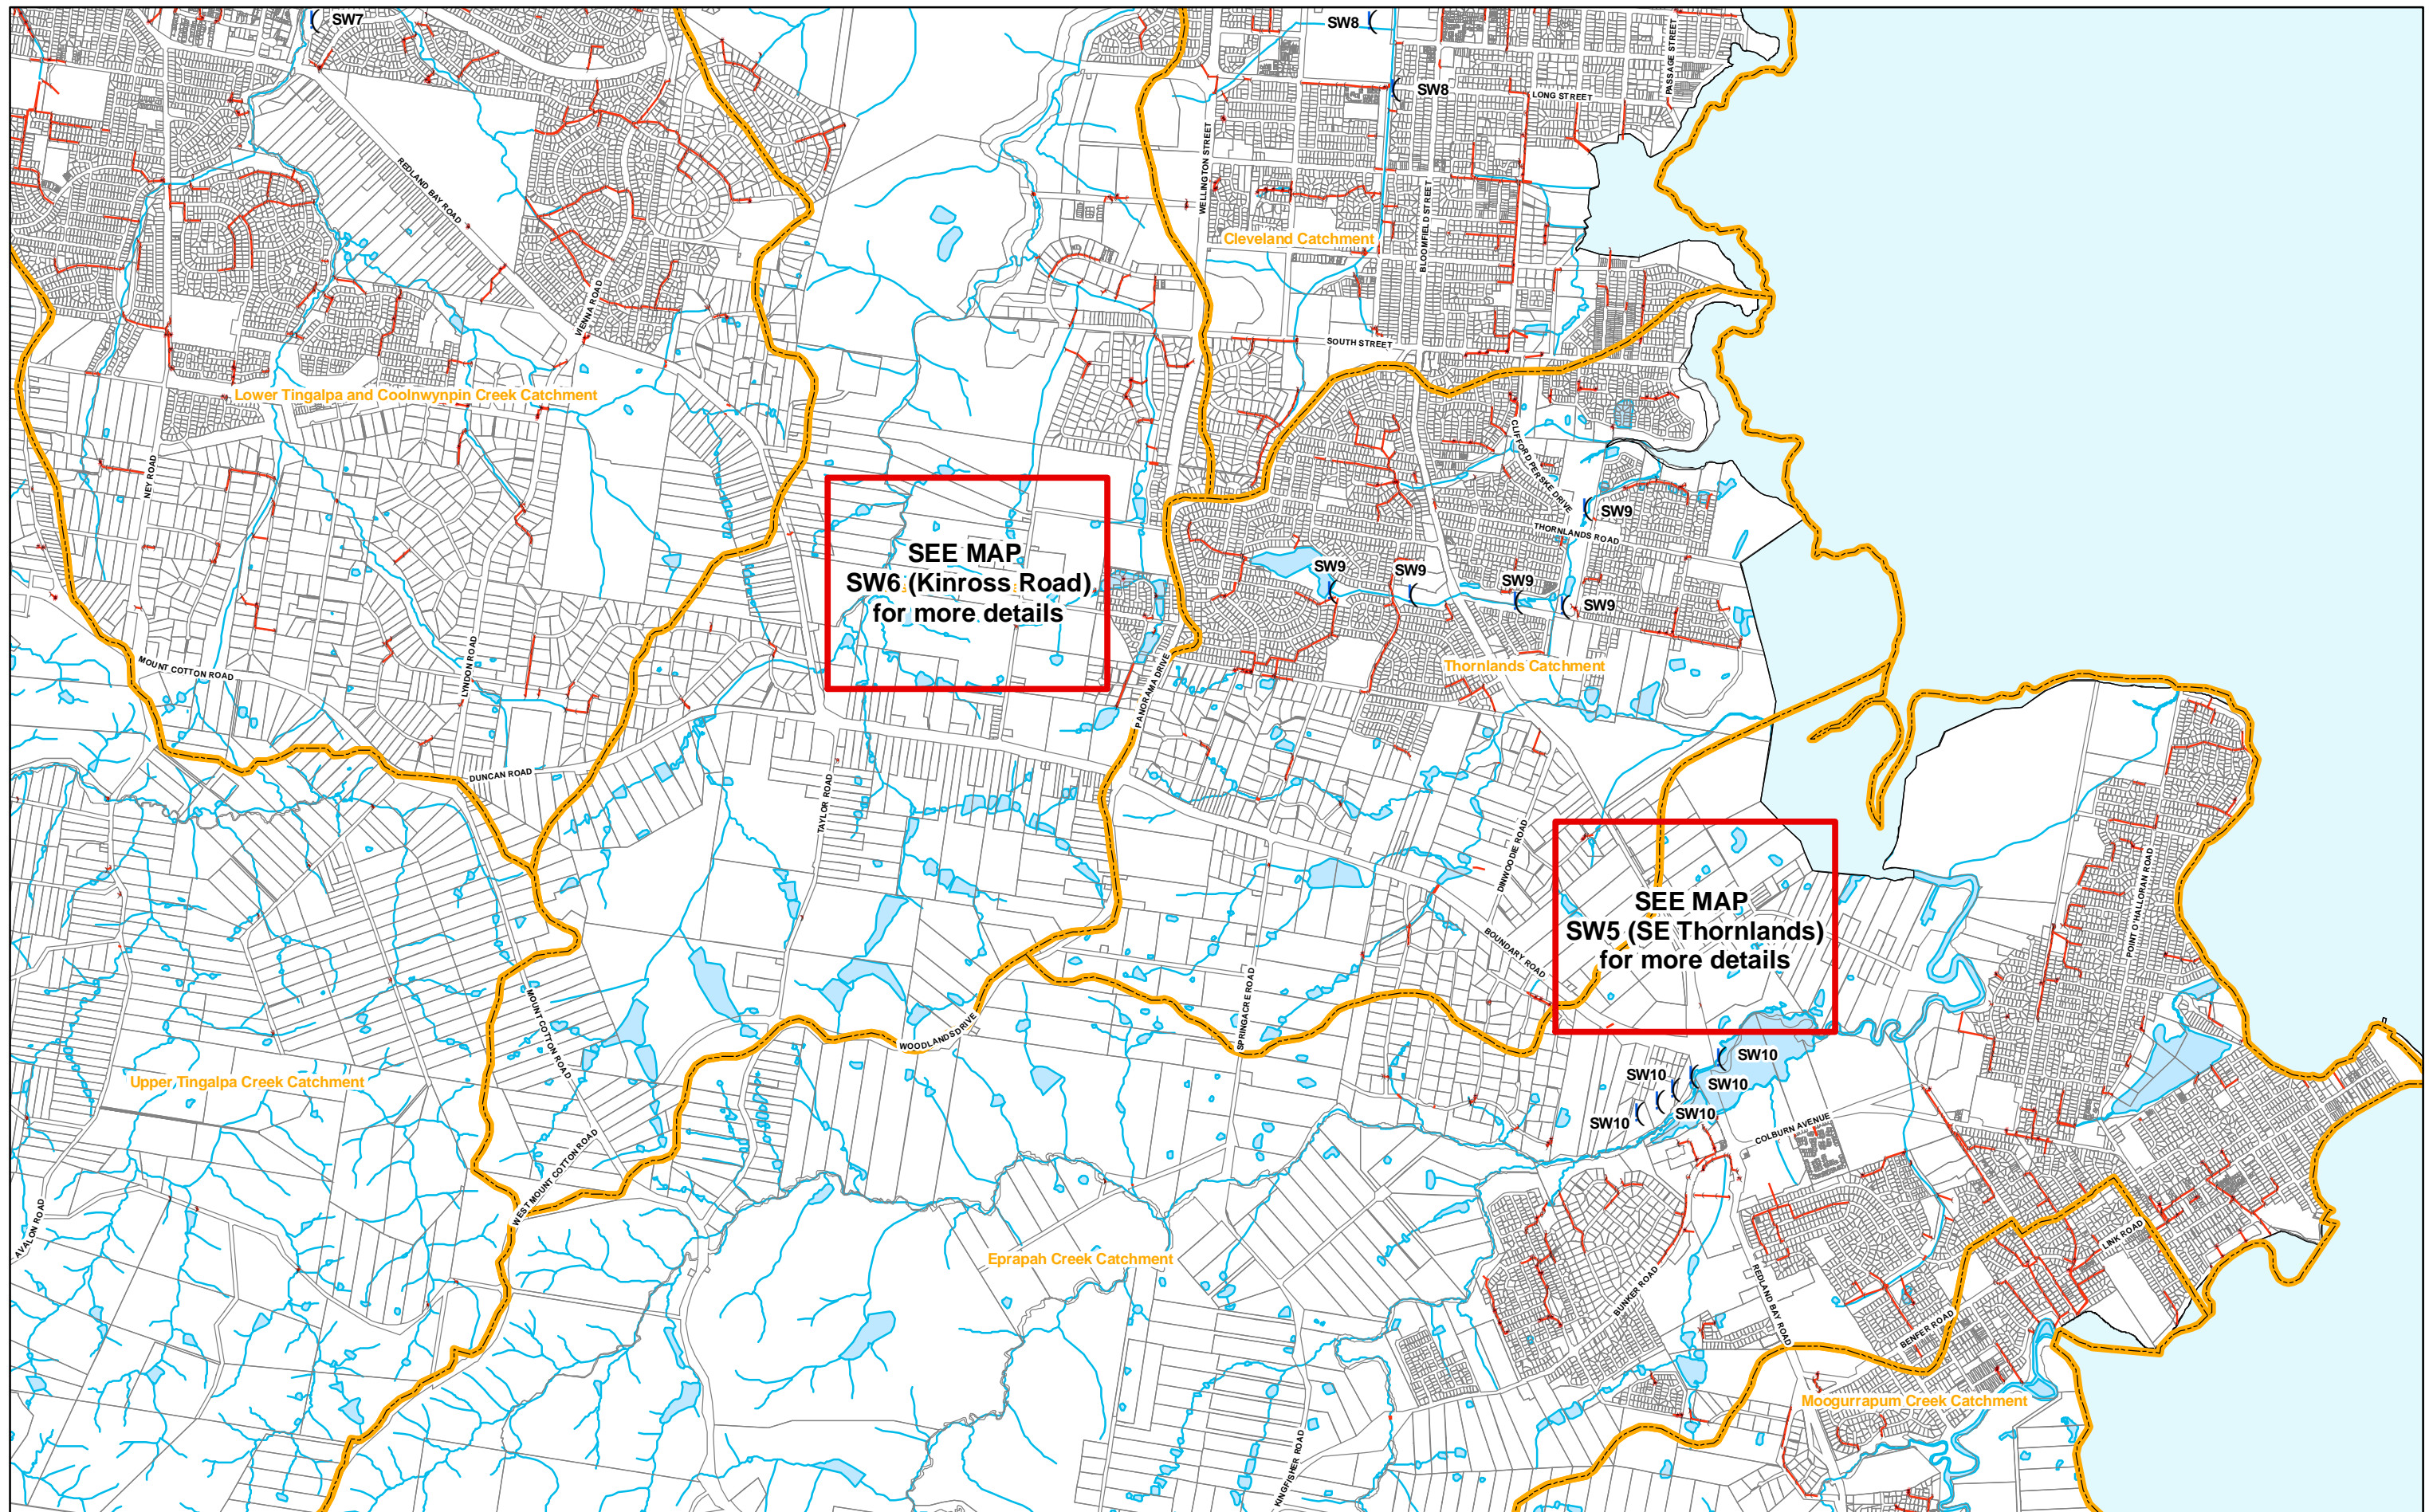 SW7
SW8
PASSAGE STREET
SW8
LONG STREET
REDLAND BAY ROAD
WELLINGTON STREET
BLOOMFIELD STREET
Cleveland Catchment
VIENNA ROAD
SOUTH STREET
Lower Tingalpa and Coolnwynpin Creek Catchment
CLIFFORD PERSKE DRIVE
NEY ROAD
SW9
THORNLANDS ROAD
SEE MAP
SW6 (Kinross Road)
for more details
SW9
SW9
SW9
SW9
MOUNT COTTON ROAD
LYNDON ROAD
PANORAMA DRIVE
Thornlands Catchment
DUNCAN ROAD
TAYLOR ROAD
DINWOODIE ROAD
SEE MAP
SW5 (SE Thornlands)
for more details
POINT O'HALLORAN ROAD
BOUNDARY ROAD
SPRINGACRE ROAD
MOUNT COTTON ROAD
WOODLANDS DRIVE
SW10
SW10
SW10
SW10
SW10
Upper Tingalpa Creek Catchment
COLBURN AVENUE
WEST MOUNT COTTON ROAD
AVALON ROAD
Eprapah Creek Catchment
LINK ROAD
BUNKER ROAD
REDLAND BAY ROAD
BENFER ROAD
Moogurrapum Creek Catchment
KINGFISHER ROAD